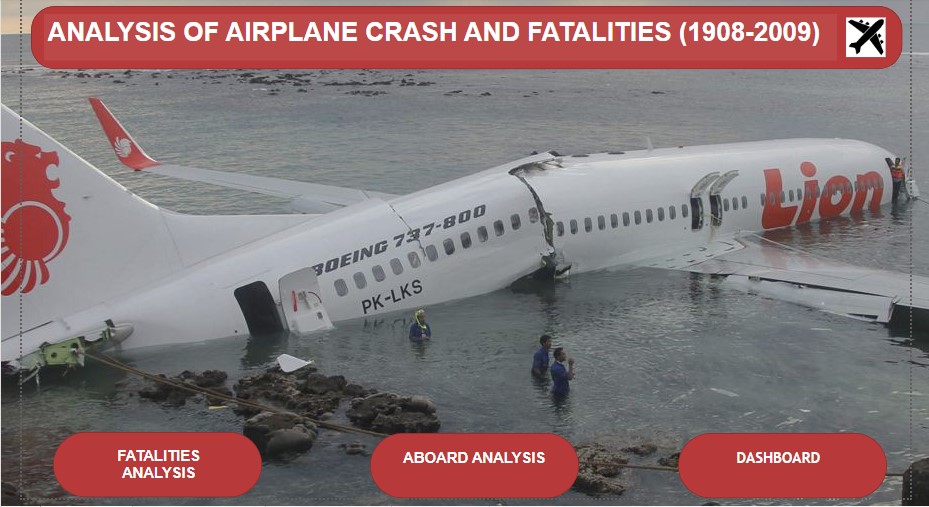 ANALYSIS OF AIRPLANE CRASH AND FATALITIES (1908-2009)
Lion
BOEING 737-800
PK-LKS
FATALITIES
ANALYSIS
ABOARD ANALYSIS
DASHBOARD